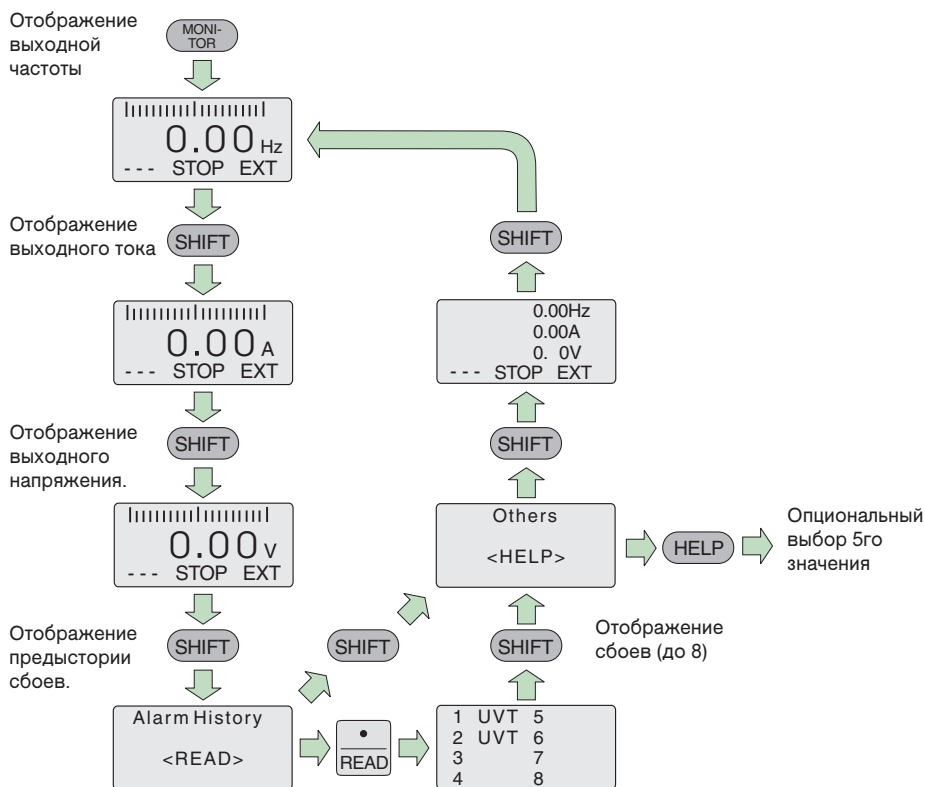 Отображение
выходной
частоты
MONI-
TOR
0.00 Hz
--- STOP EXT
Отображение
выходного тока
SHIFT
0.00 A
--- STOP EXT
Отображение
выходного
напряжения.
SHIFT
0.00 V
--- STOP EXT
Отображение
предыстории
сбоев.
SHIFT
Alarm History
<READ>
SHIFT
•
READ
1 UVT 5
2 UVT 6
3 7
4 8
SHIFT
Отображение
сбоев (до 8)
Others
<HELP>
HELP
Опциональный
выбор 5го
значения
SHIFT
0.00Hz
0.00A
0. 0V
--- STOP EXT
SHIFT